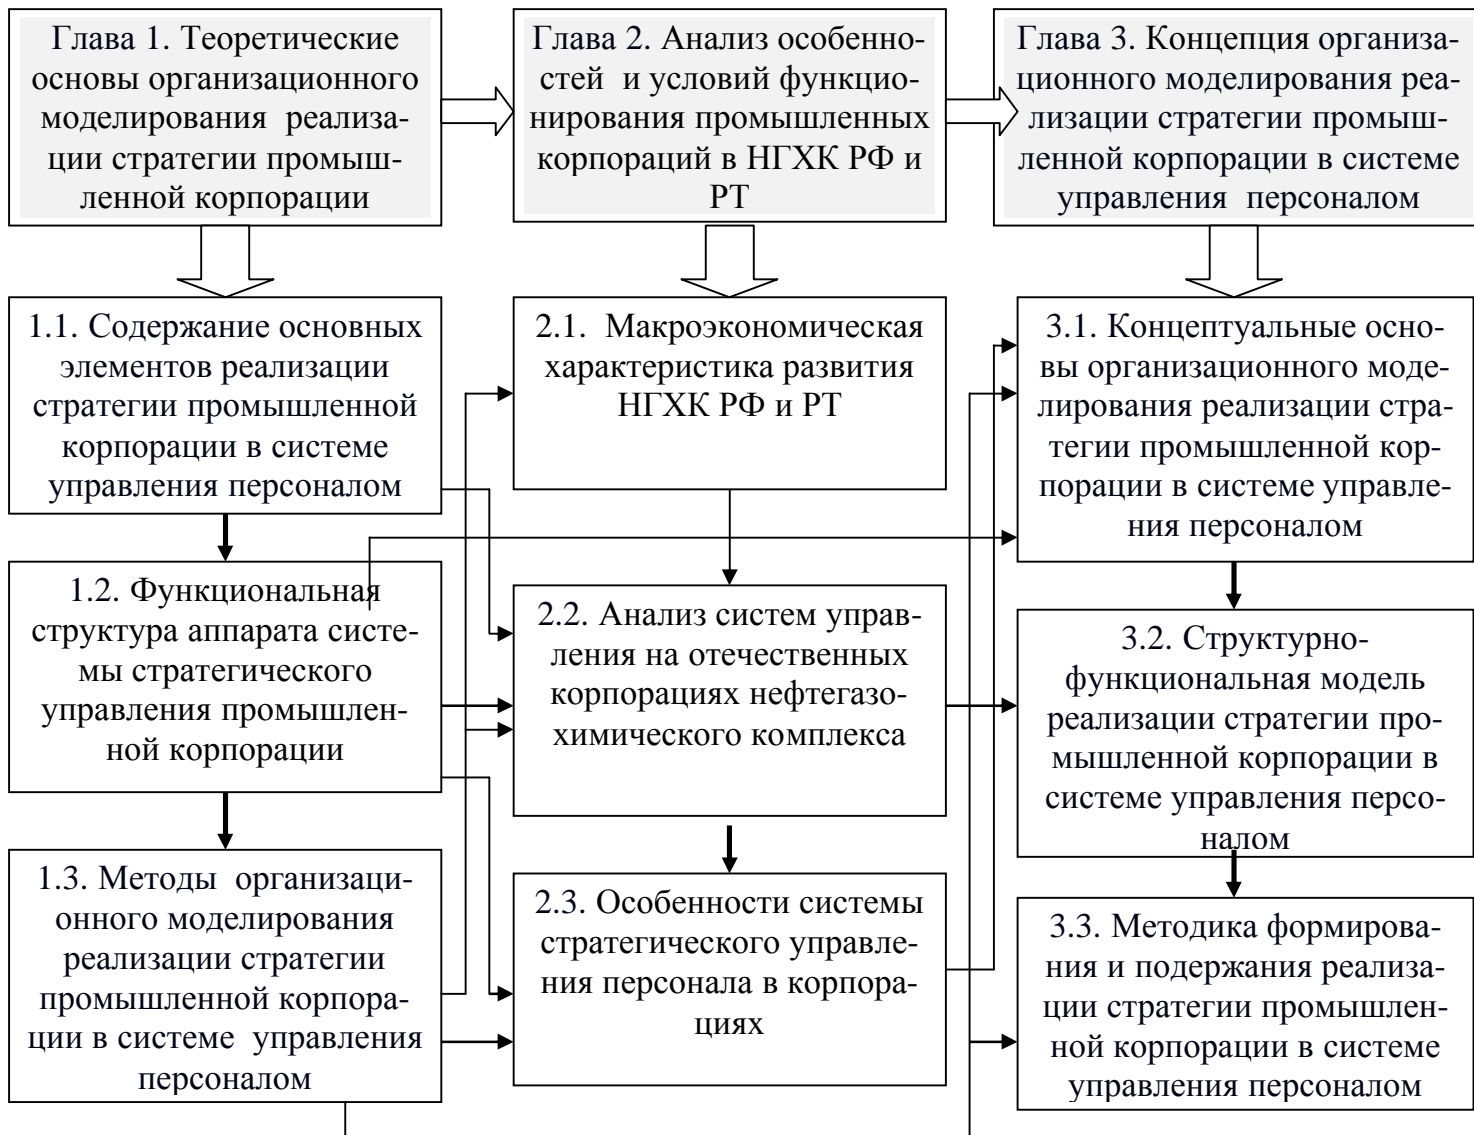 Глава 1. Теоретические
основы организационного
моделирования реализа-
ции стратегии промыш-
ленной корпорации
Глава 2. Анализ особенно-
стей и условий функцио-
нирования промышленных
корпораций в НГХК РФ и
РТ
Глава 3. Концепция организа-
ционного моделирования реа-
лизации стратегии промыш-
ленной корпорации в системе
управления персоналом
1.1. Содержание основных
элементов реализации
стратегии промышленной
корпорации в системе
управления персоналом
2.1. Макроэкономическая
характеристика развития
НГХК РФ и РТ
3.1. Концептуальные осно-
вы организационного моде-
лирования реализации стра-
тегии промышленной кор-
порации в системе управле-
ния персоналом
1.2. Функциональная
структура аппарата систе-
мы стратегического
управления промышлен-
ной корпорации
2.2. Анализ систем управ-
ления на отечественных
корпорациях нефтегазо-
химического комплекса
3.2. Структурно-
функциональная модель
реализации стратегии про-
мышленной корпорации в
системе управления персо-
налом
1.3. Методы организаци-
онного моделирования
реализации стратегии
промышленной корпора-
ции в системе управления
персоналом
2.3. Особенности системы
стратегического управле-
ния персонала в корпора-
циях
3.3. Методика формирова-
ния и подержания реализа-
ции стратегии промышлен-
ной корпорации в системе
управления персоналом